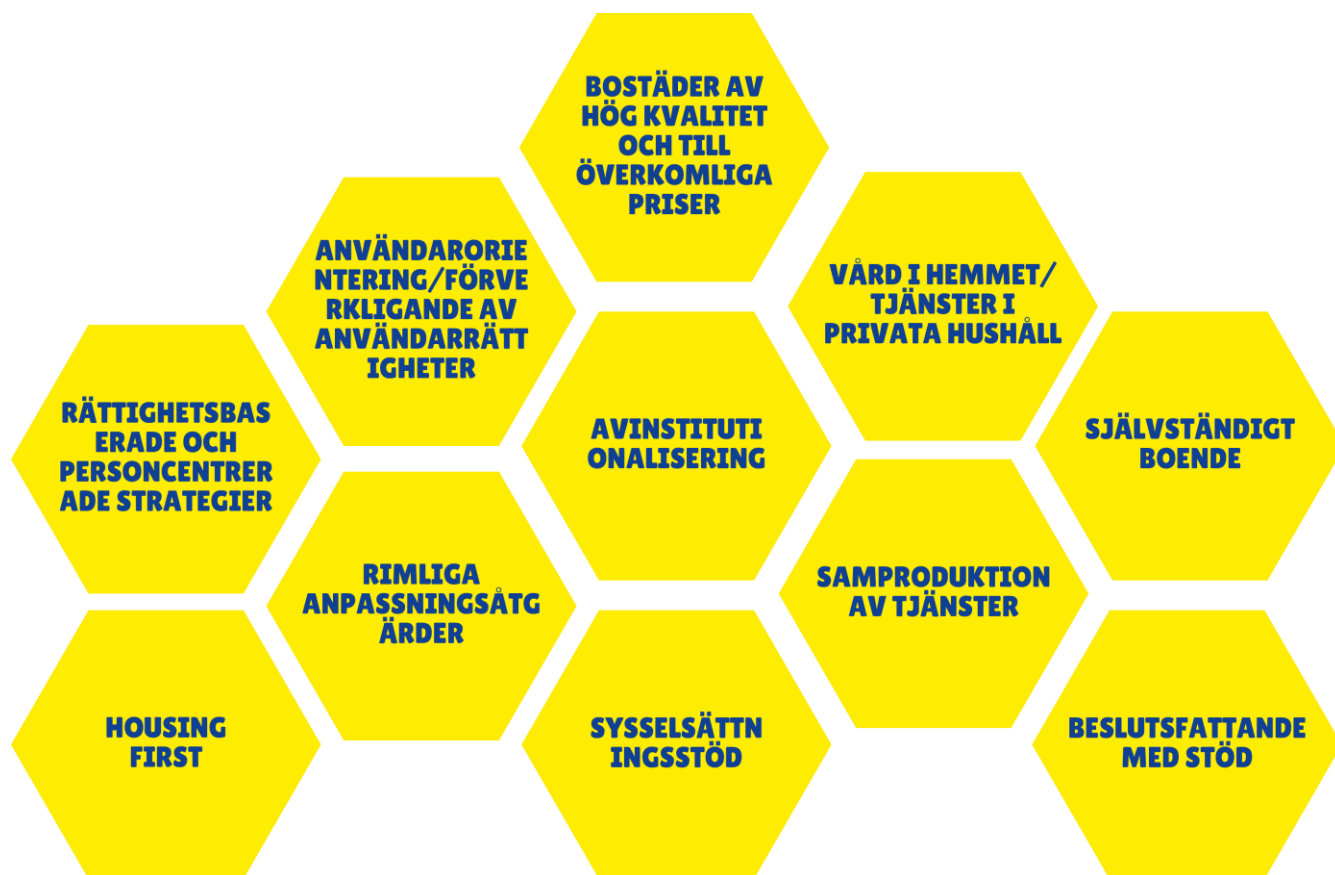 BOSTÄDER AV
HÖG KVALITET
OCH TILL
ÖVERKOMLIGA
PRISER
ANVÄNDARORIE
NTERING/FÖRVE
RKLIGANDE AV
ANVÄNDARRÄTT
IGHETER
VÅRD I HEMMET/
TJÄNSTER I
PRIVATA HUSHÅLL
RÄTTIGHETSBAS
ERADE OCH
PERSONCENTRER
ADE STRATEGIER
AVINSTITUTI
ONALISERING
SJÄLVSTÄNDIGT
BOENDE
RIMLIGA
ANPASSNINGSÅTG
ÄRDER
SAMPRODUKTION
AV TJÄNSTER
HOUSING
FIRST
SYSSELSÄTTN
INGSSTÖD
BESLUTSFATTANDE
MED STÖD